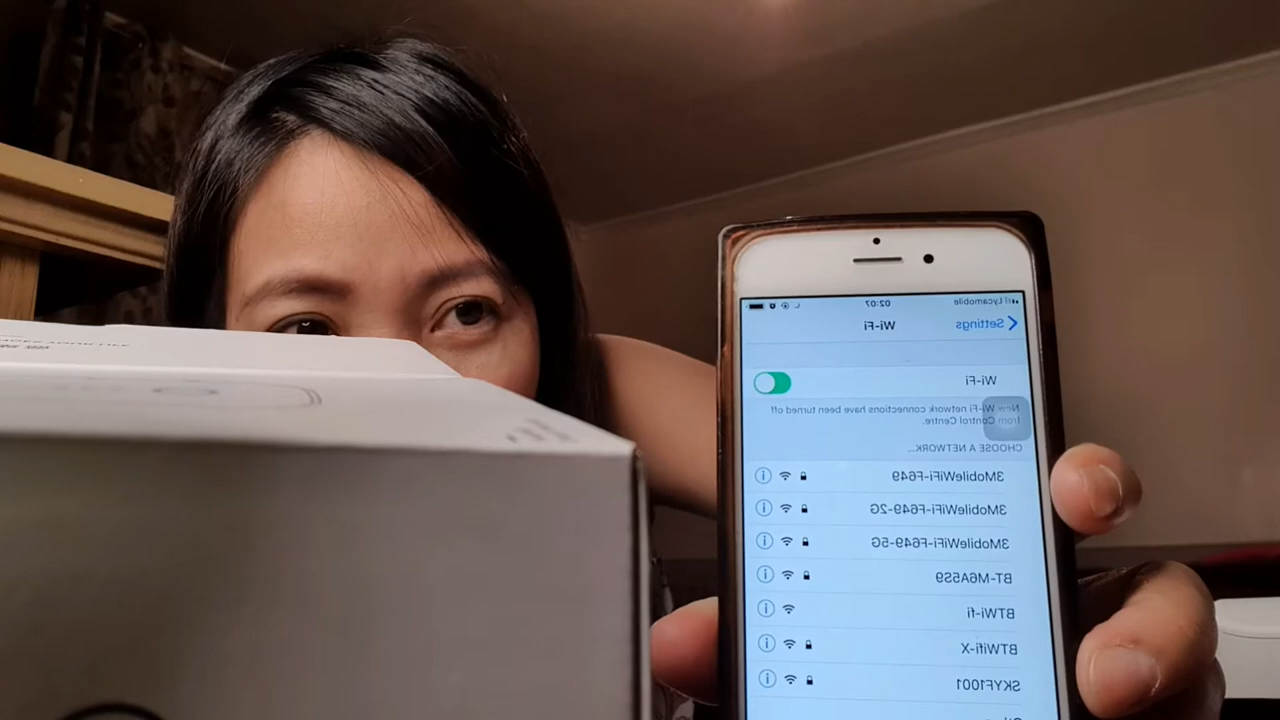 Lycamobile 02:07
Settings Wi-Fi
Wi-Fi
New Wi-Fi network connections have been turned off
from Control Centre.
CHOOSE A NETWORK...
3MobileWiFi-F649
3MobileWiFi-F649-2G
3MobileWiFi-F649-5G
BT-M6A5S9
BTWi-fi
BTWifi-X
SKYF1001